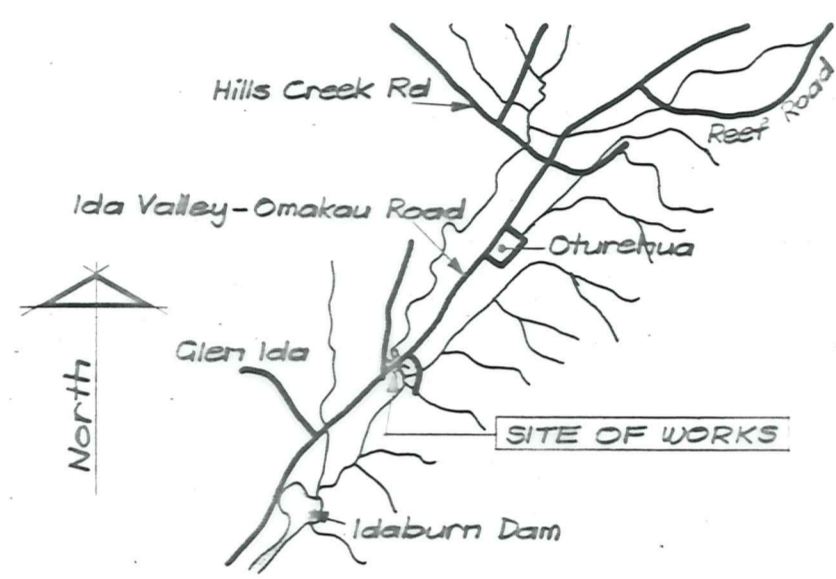 Hills Creek Rd
Reef Road
Ida Valley-Omakau Road
Oturehua
Glen Ida
North
SITE OF WORKS
Idaburn Dam